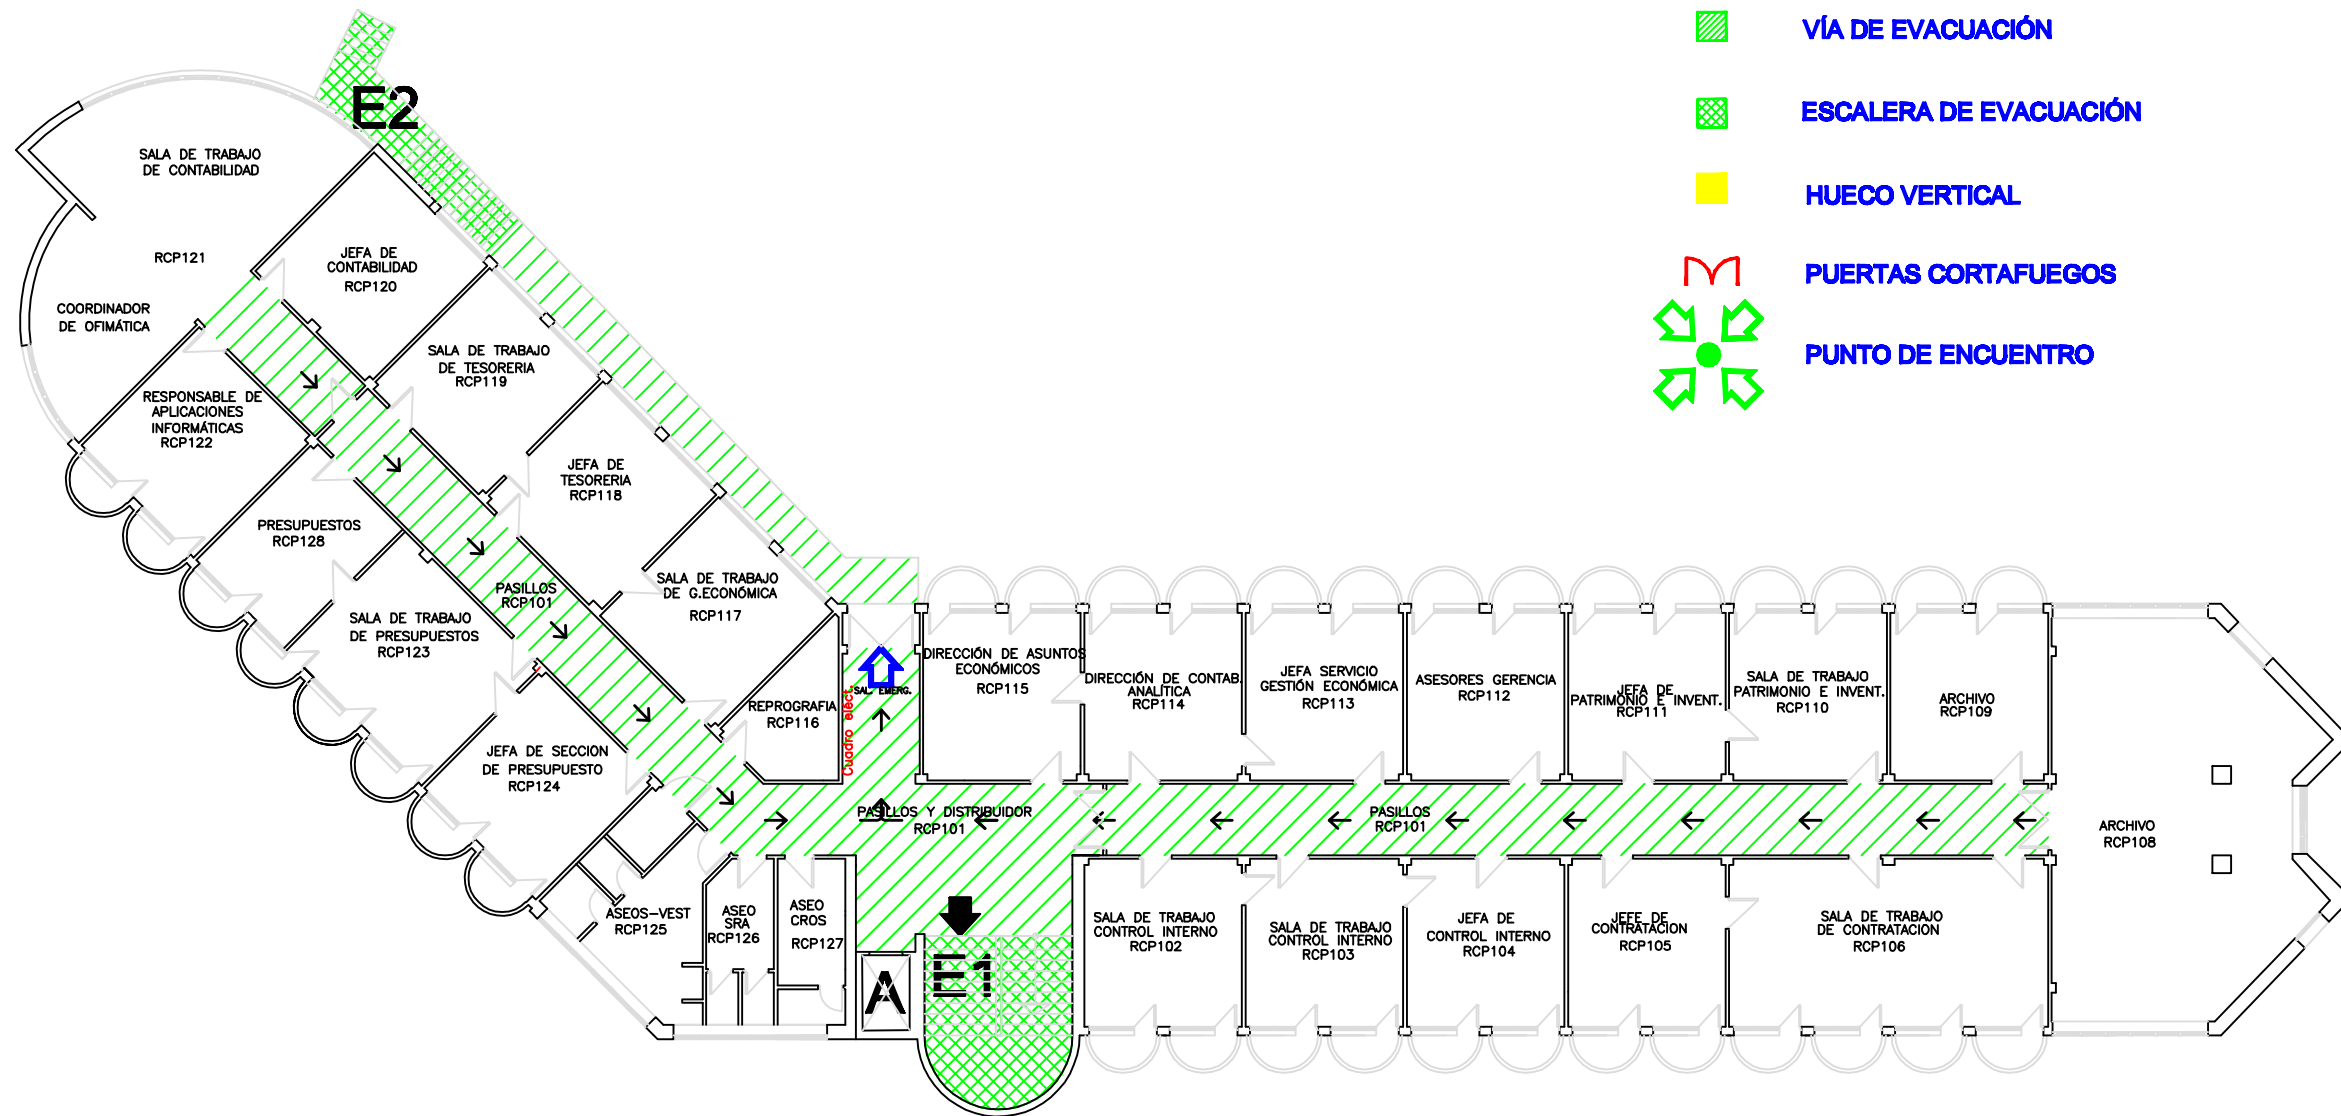 VÍA DE EVACUACIÓN
ESCALERA DE EVACUACIÓN
HUECO VERTICAL
PUERTAS CORTAFUEGOS
PUNTO DE ENCUENTRO
E2
SALA DE TRABAJO
DE CONTABILIDAD
RCP121
COORDINADOR
DE OFIMÁTICA
JEFA DE
CONTABILIDAD
RCP120
SALA DE TRABAJO
DE TESORERIA
RCP119
RESPONSABLE DE
APLICACIONES
INFORMÁTICAS
RCP122
JEFA DE
TESORERIA
RCP118
PRESUPUESTOS
RCP128
PASILLOS
RCP101
SALA DE TRABAJO
DE G.ECONÓMICA
RCP117
SALA DE TRABAJO
DE PRESUPUESTOS
RCP123
REPROGRAFIA
RCP116
JEFA DE SECCION
DE PRESUPUESTO
RCP124
Cuadro eléct.
SAL. EMERG.
DIRECCIÓN DE ASUNTOS
ECONÓMICOS
RCP115
DIRECCIÓN DE CONTAB.
ANALÍTICA
RCP114
JEFA SERVICIO
GESTIÓN ECONÓMICA
RCP113
ASESORES GERENCIA
RCP112
JEFA DE
PATRIMONIO E INVENT.
RCP111
SALA DE TRABAJO
PATRIMONIO E INVENT.
RCP110
ARCHIVO
RCP109
PASILLOS Y DISTRIBUIDOR
RCP101
PASILLOS
RCP101
ARCHIVO
RCP108
ASEOS-VEST
RCP125
ASEO
SRA
RCP126
ASEO
CROS
RCP127
A
E1
SALA DE TRABAJO
CONTROL INTERNO
RCP102
SALA DE TRABAJO
CONTROL INTERNO
RCP103
JEFA DE
CONTROL INTERNO
RCP104
JEFE DE
CONTRATACION
RCP105
SALA DE TRABAJO
DE CONTRATACION
RCP106